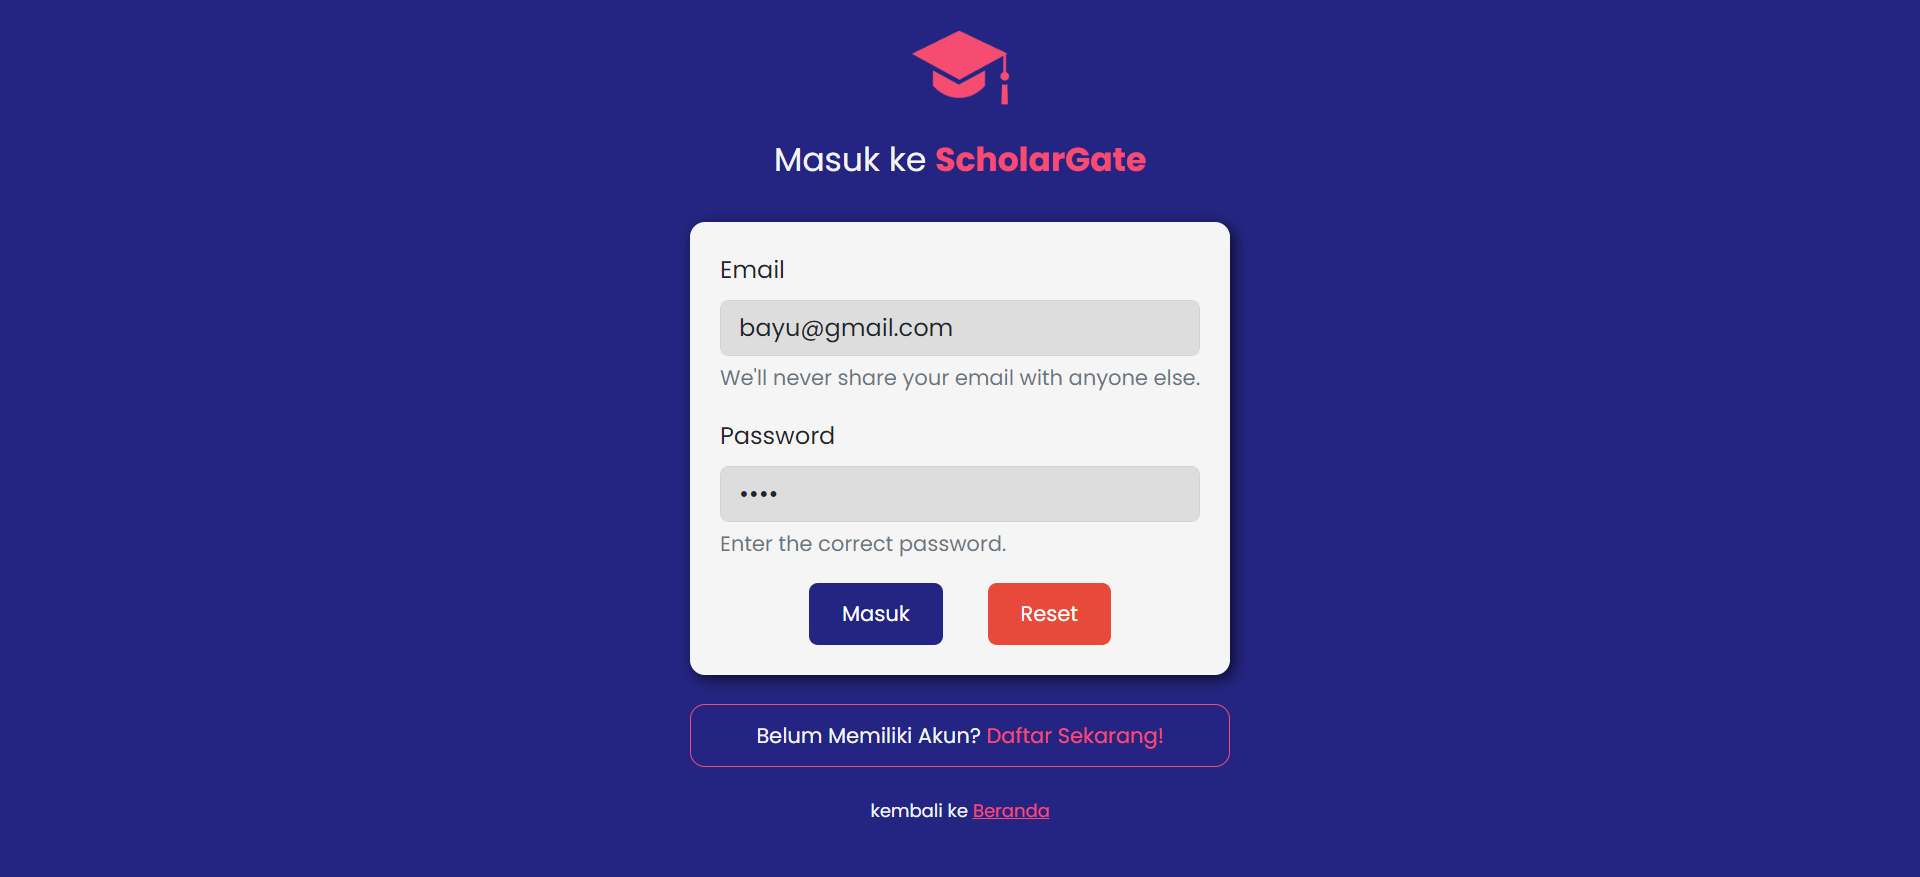 Masuk ke ScholarGate
Email
bayu@gmail.com
We'll never share your email with anyone else.
Password
••••
Enter the correct password.
Masuk Reset
Belum Memiliki Akun? Daftar Sekarang!
kembali ke Beranda